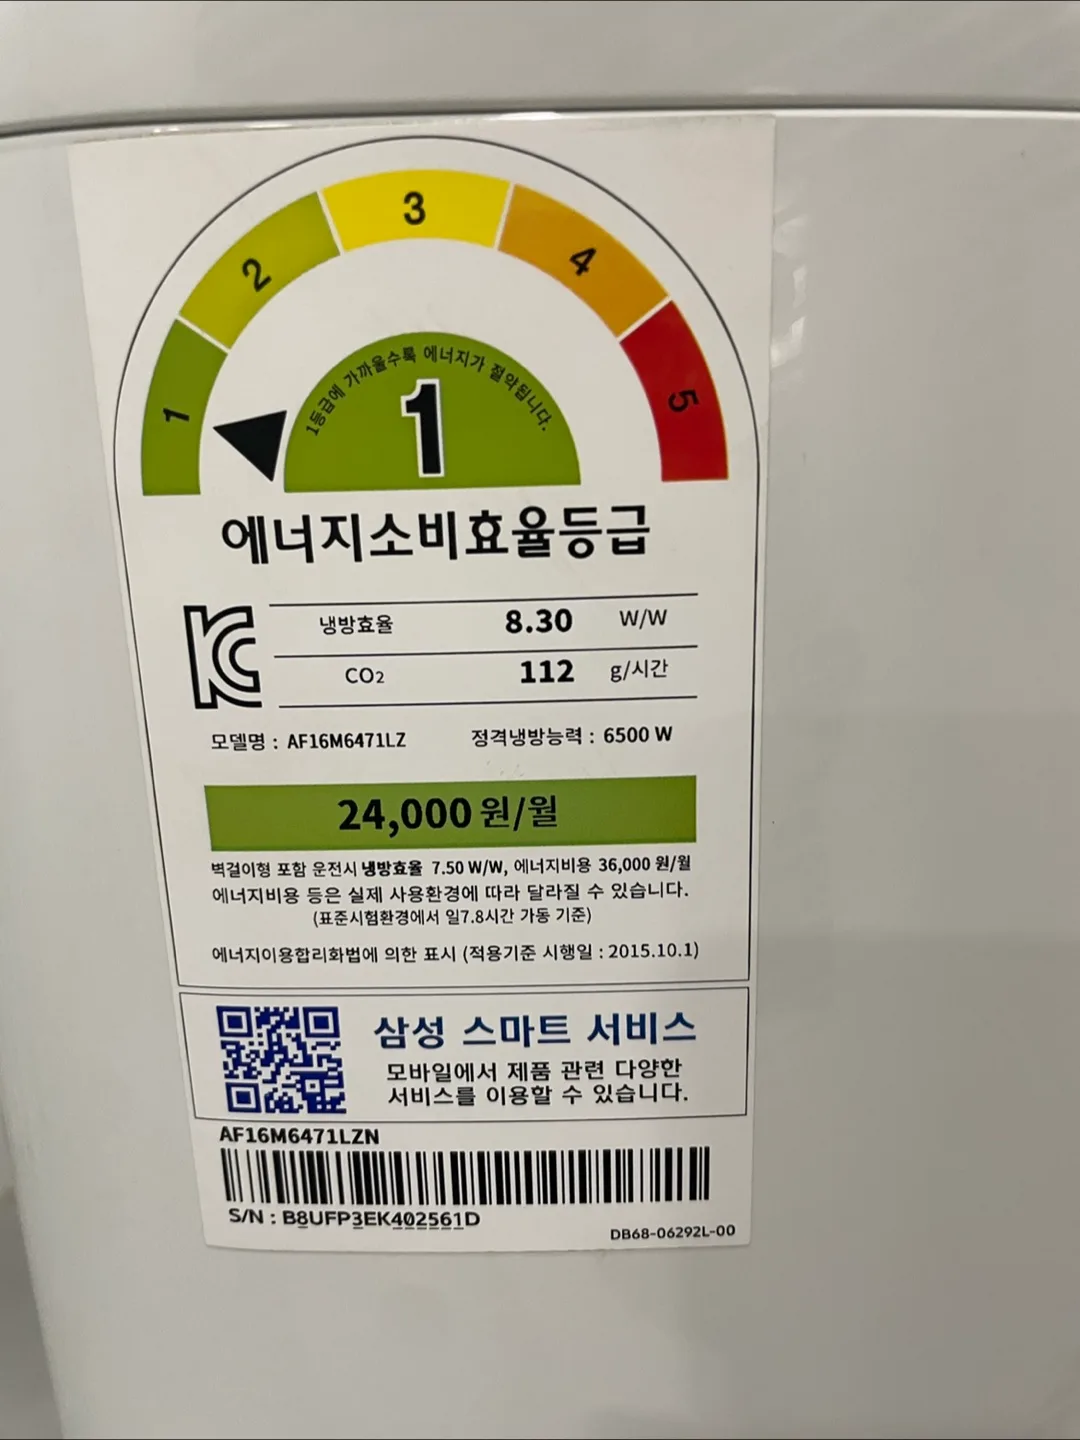 3
2
4
1
5
1등급에 가까울수록 에너지가 절약됩니다.
1
에너지소비효율등급
냉방효율 8.30 W/W
CO2 112 g/시간
모델명 : AF16M6471LZ 정격냉방능력 : 6500 W
24,000원/월
벽걸이형 포함 운전시 냉방효율 7.50 W/W, 에너지비용 36,000 원/월
에너지비용 등은 실제 사용환경에 따라 달라질 수 있습니다.
(표준시험환경에서 일7.8시간 가동 기준)
에너지이용합리화법에 의한 표시 (적용기준 시행일 : 2015.10.1)
삼성 스마트 서비스
모바일에서 제품 관련 다양한
서비스를 이용할 수 있습니다.
AF16M6471LZN
S/N : B8UFP3EK402561D
DB68-06292L-00